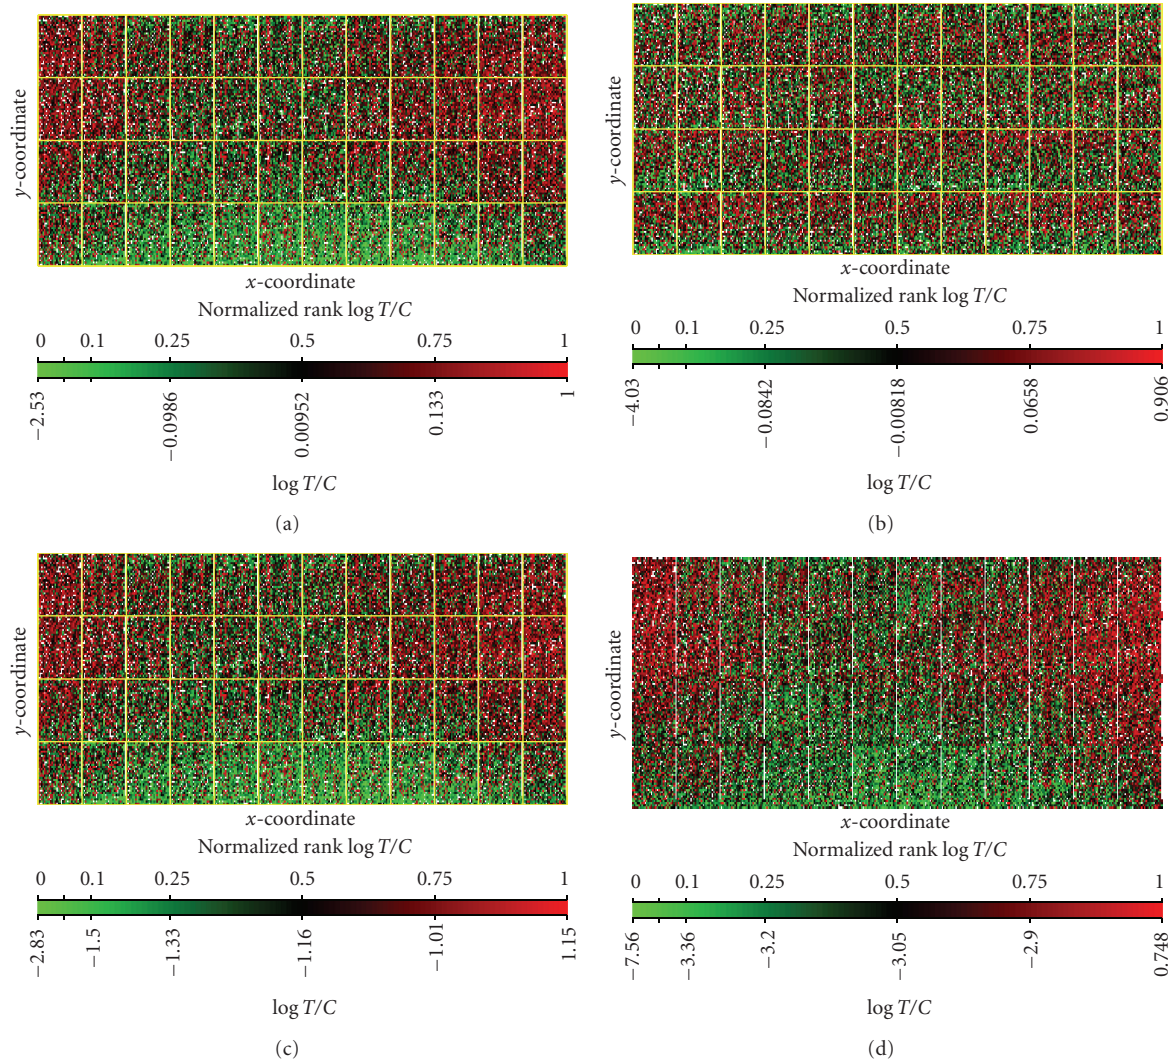 y-coordinate
x-coordinate
Normalized rank log T/C
0 0.1 0.25 0.5 0.75 1
−2.53 −0.0986 0.00952 0.133 1
log T/C
(a)
y-coordinate
x-coordinate
Normalized rank log T/C
0 0.1 0.25 0.5 0.75 1
−4.03 −0.0842 −0.00818 0.0658 0.906
log T/C
(b)
y-coordinate
x-coordinate
Normalized rank log T/C
0 0.1 0.25 0.5 0.75 1
−2.83 −1.5 −1.33 −1.16 −1.01 1.15
log T/C
(c)
y-coordinate
x-coordinate
Normalized rank log T/C
0 0.1 0.25 0.5 0.75 1
−7.56 −3.36 −3.2 −3.05 −2.9 0.748
log T/C
(d)